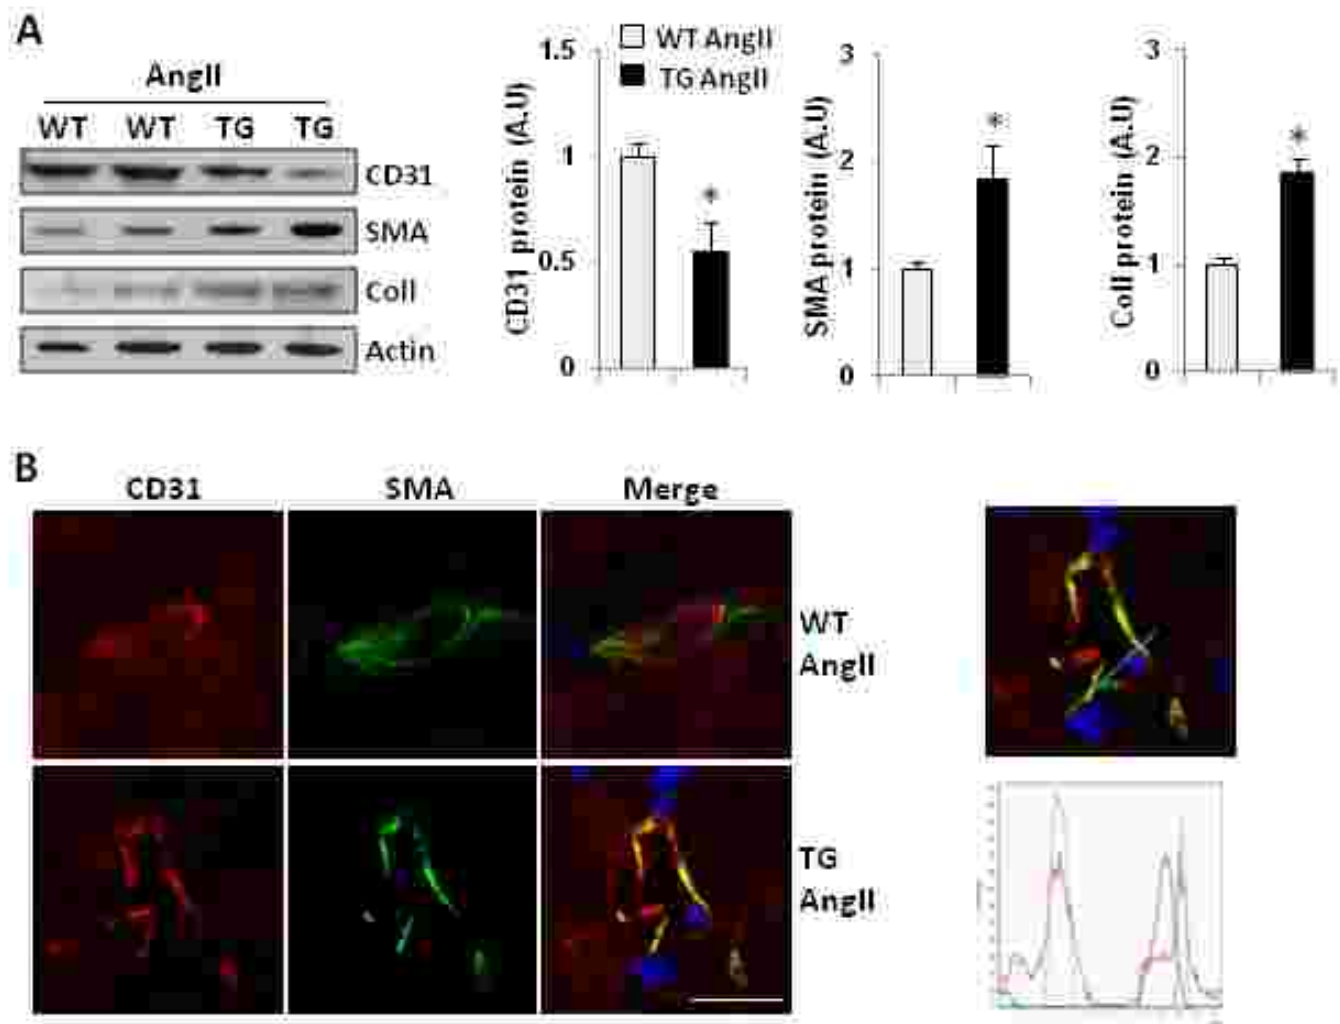 A
AngII
WT WT TG TG
CD31
SMA
ColI
Actin
CD31 protein (A.U)
1.5
1
0.5
0
WT AngII
TG AngII
*
SMA protein (A.U)
3
2
1
0
*
ColI protein (A.U)
3
2
1
0
*
B
CD31 SMA Merge
WT
AngII
TG
AngII